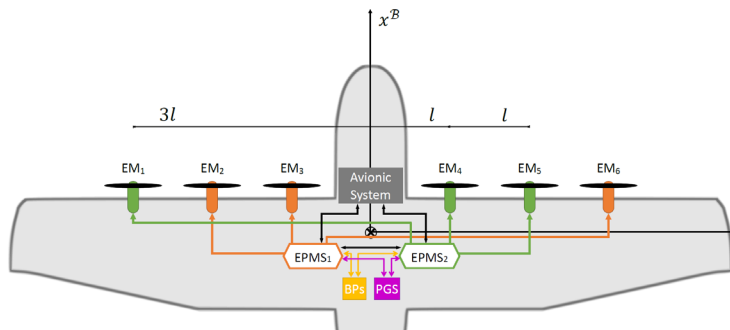 x^ℬ
3l l l
EM₁ EM₂ EM₃ EM₄ EM₅ EM₆
Avionic
System
EPMS₁ EPMS₂
BPs PGS